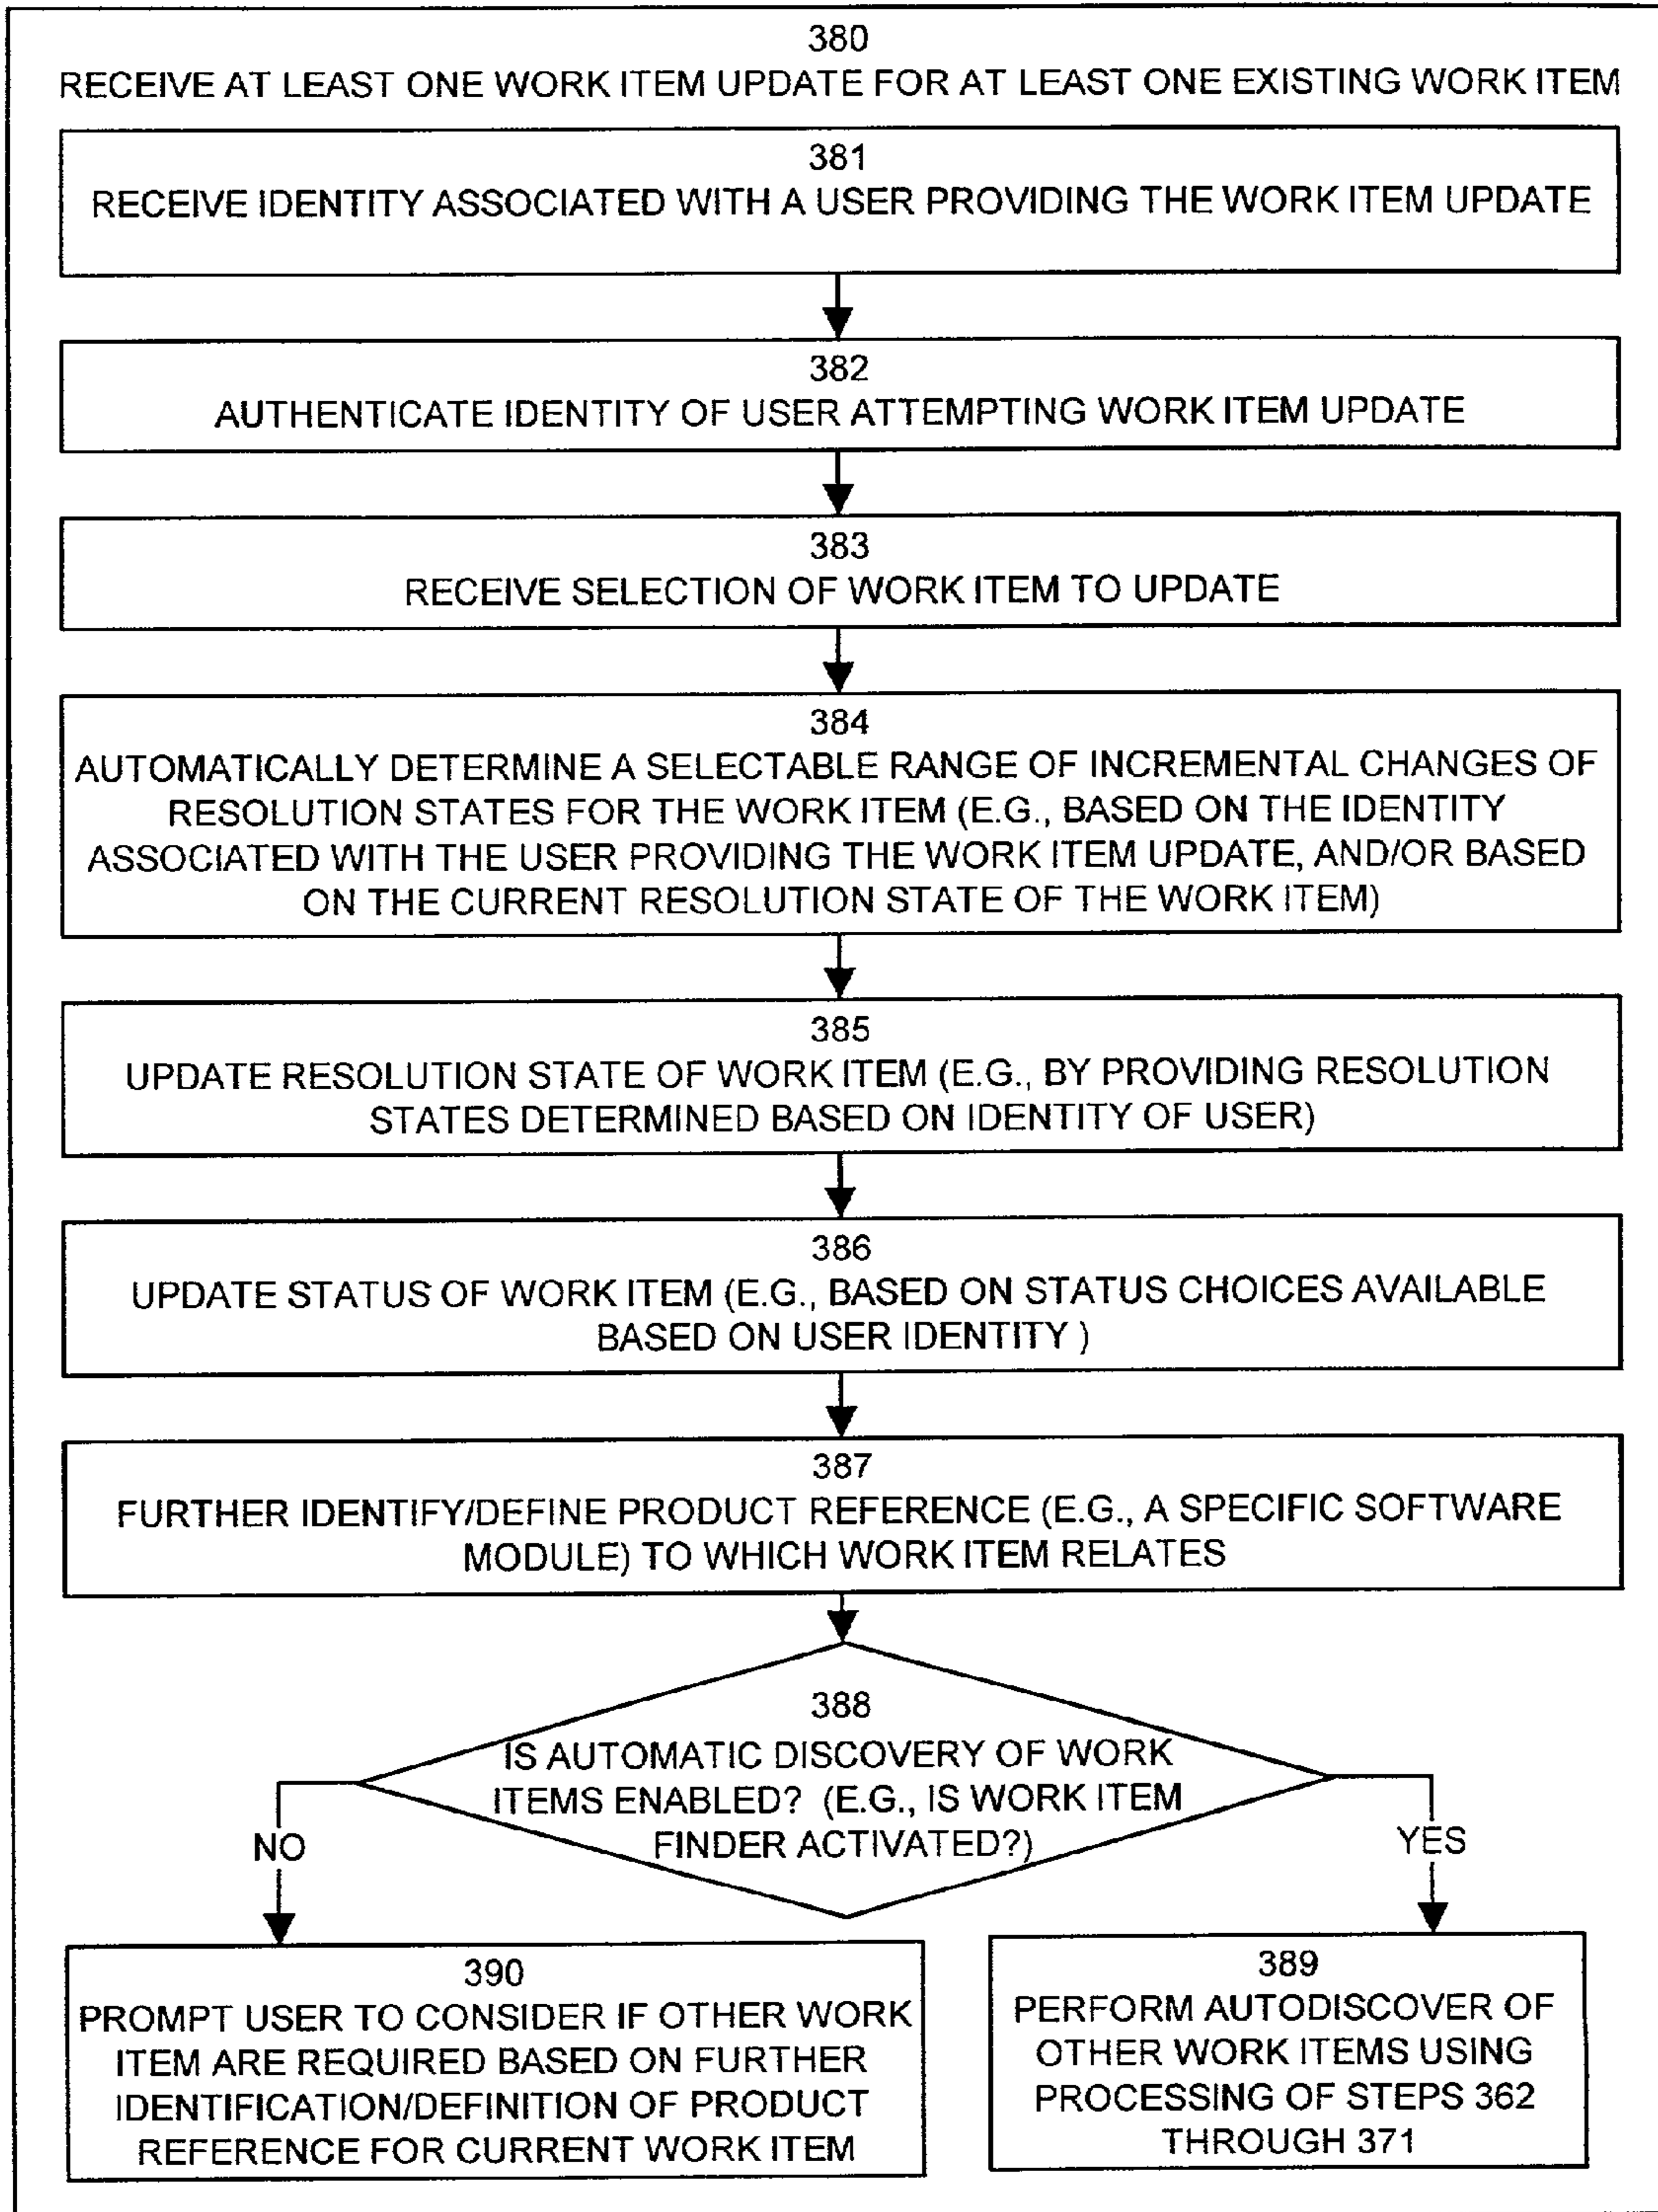 380
RECEIVE AT LEAST ONE WORK ITEM UPDATE FOR AT LEAST ONE EXISTING WORK ITEM
381
RECEIVE IDENTITY ASSOCIATED WITH A USER PROVIDING THE WORK ITEM UPDATE
382
AUTHENTICATE IDENTITY OF USER ATTEMPTING WORK ITEM UPDATE
383
RECEIVE SELECTION OF WORK ITEM TO UPDATE
384
AUTOMATICALLY DETERMINE A SELECTABLE RANGE OF INCREMENTAL CHANGES OF
RESOLUTION STATES FOR THE WORK ITEM (E.G., BASED ON THE IDENTITY
ASSOCIATED WITH THE USER PROVIDING THE WORK ITEM UPDATE, AND/OR BASED
ON THE CURRENT RESOLUTION STATE OF THE WORK ITEM)
385
UPDATE RESOLUTION STATE OF WORK ITEM (E.G., BY PROVIDING RESOLUTION
STATES DETERMINED BASED ON IDENTITY OF USER)
386
UPDATE STATUS OF WORK ITEM (E.G., BASED ON STATUS CHOICES AVAILABLE
BASED ON USER IDENTITY )
387
FURTHER IDENTIFY/DEFINE PRODUCT REFERENCE (E.G., A SPECIFIC SOFTWARE
MODULE) TO WHICH WORK ITEM RELATES
388
IS AUTOMATIC DISCOVERY OF WORK
ITEMS ENABLED? (E.G., IS WORK ITEM
FINDER ACTIVATED?)
NO
YES
390
PROMPT USER TO CONSIDER IF OTHER WORK
ITEM ARE REQUIRED BASED ON FURTHER
IDENTIFICATION/DEFINITION OF PRODUCT
REFERENCE FOR CURRENT WORK ITEM
389
PERFORM AUTODISCOVER OF
OTHER WORK ITEMS USING
PROCESSING OF STEPS 362
THROUGH 371